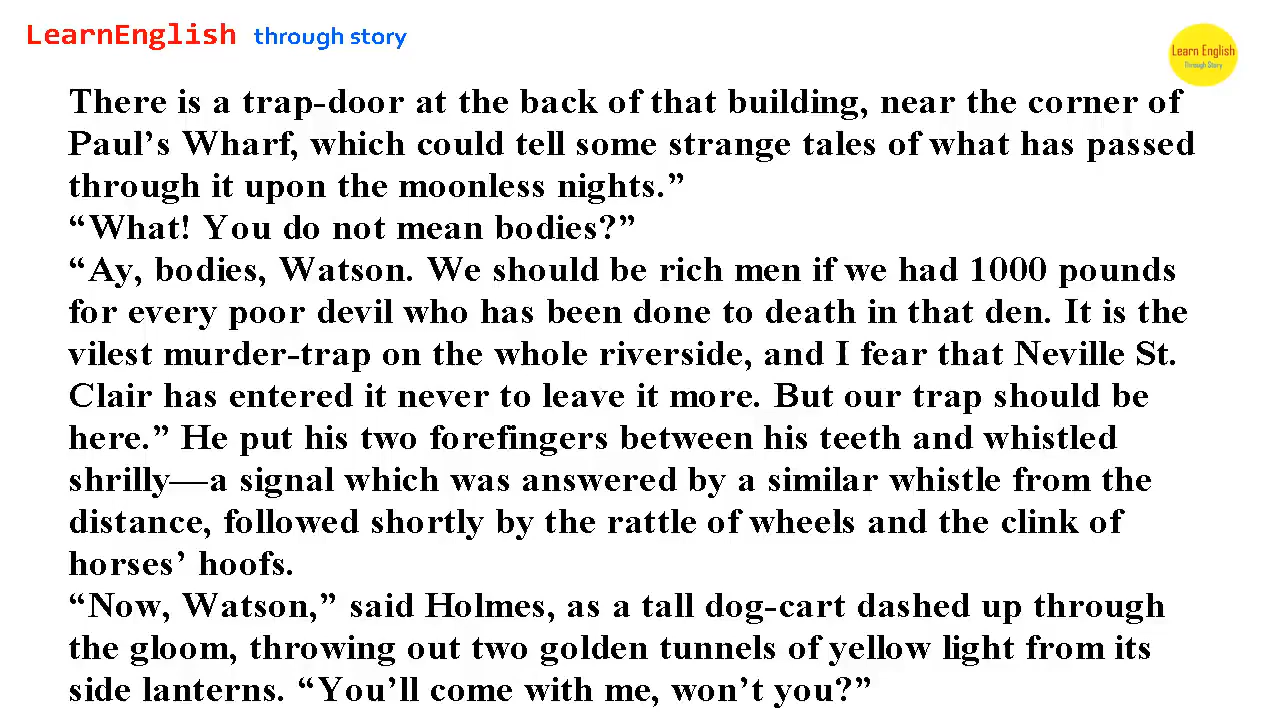 LearnEnglish through story
Learn English
Through Story
There is a trap-door at the back of that building, near the corner of
Paul’s Wharf, which could tell some strange tales of what has passed
through it upon the moonless nights.”
“What! You do not mean bodies?”
“Ay, bodies, Watson. We should be rich men if we had 1000 pounds
for every poor devil who has been done to death in that den. It is the
vilest murder-trap on the whole riverside, and I fear that Neville St.
Clair has entered it never to leave it more. But our trap should be
here.” He put his two forefingers between his teeth and whistled
shrilly—a signal which was answered by a similar whistle from the
distance, followed shortly by the rattle of wheels and the clink of
horses’ hoofs.
“Now, Watson,” said Holmes, as a tall dog-cart dashed up through
the gloom, throwing out two golden tunnels of yellow light from its
side lanterns. “You’ll come with me, won’t you?”